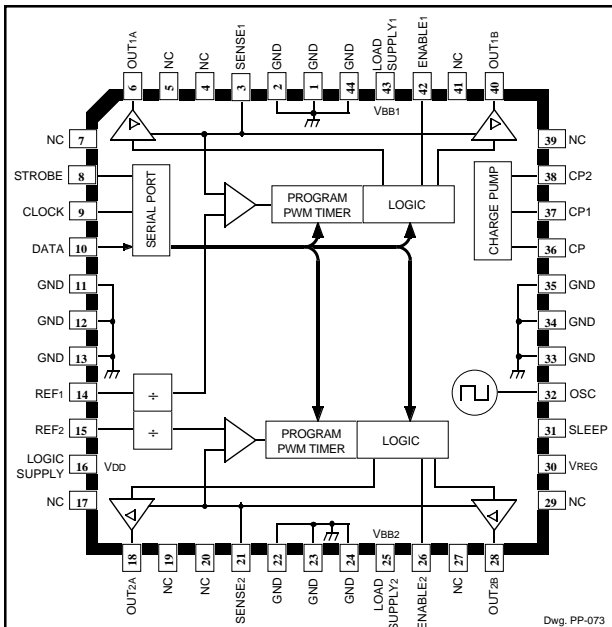 OUT1A
NC
NC
SENSE1
GND
GND
GND
LOAD
SUPPLY1
ENABLE1
NC
OUT1B
6
5
4
3
2
1
44
43
42
41
40
VBB1
NC
7
STROBE
8
CLOCK
9
DATA
10
GND
11
GND
12
GND
13
REF1
14
REF2
15
LOGIC
SUPPLY
16
VDD
NC
17
SERIAL PORT
PROGRAM
PWM TIMER
LOGIC
CHARGE PUMP
÷
÷
PROGRAM
PWM TIMER
LOGIC
39
NC
38
CP2
37
CP1
36
CP
35
GND
34
GND
33
GND
32
OSC
31
SLEEP
30
VREG
29
NC
VBB2
18
19
20
21
22
23
24
25
26
27
28
OUT2A
NC
NC
SENSE2
GND
GND
GND
LOAD
SUPPLY2
ENABLE2
NC
OUT2B
Dwg. PP-073